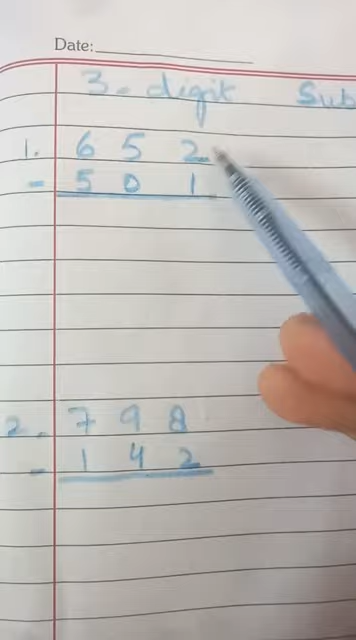 Date:
3- digit Sub
1. 6 5 2
- 5 0 1
2. 7 9 8
- 1 4 2